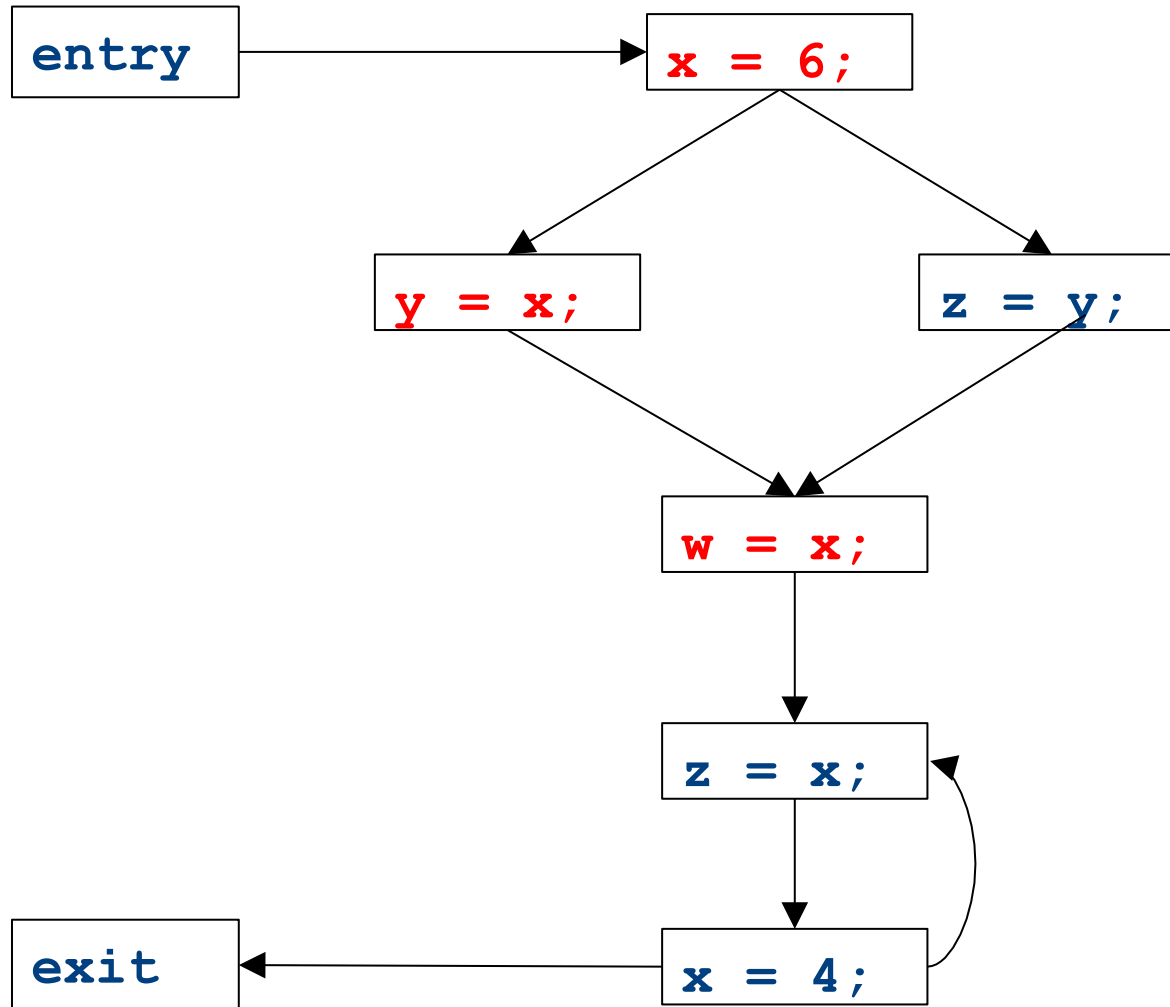 entry
x = 6;
y = x;
z = y;
w = x;
z = x;
exit
x = 4;